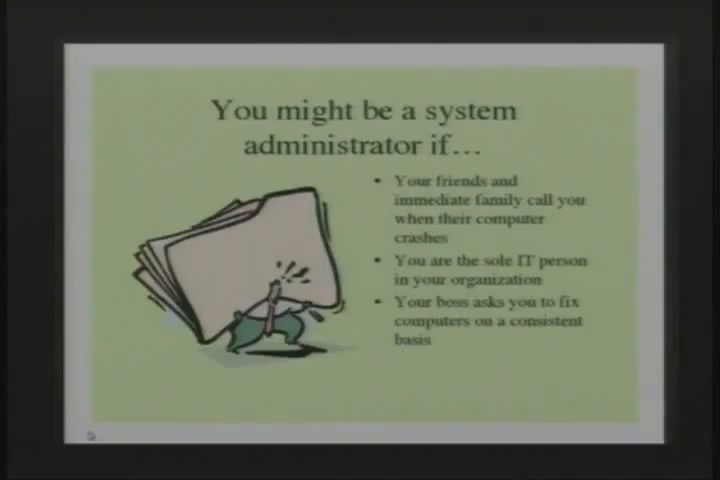 You might be a system
administrator if…
• Your friends and
immediate family call you
when their computer
crashes
• You are the sole IT person
in your organization
• Your boss asks you to fix
computers on a consistent
basis